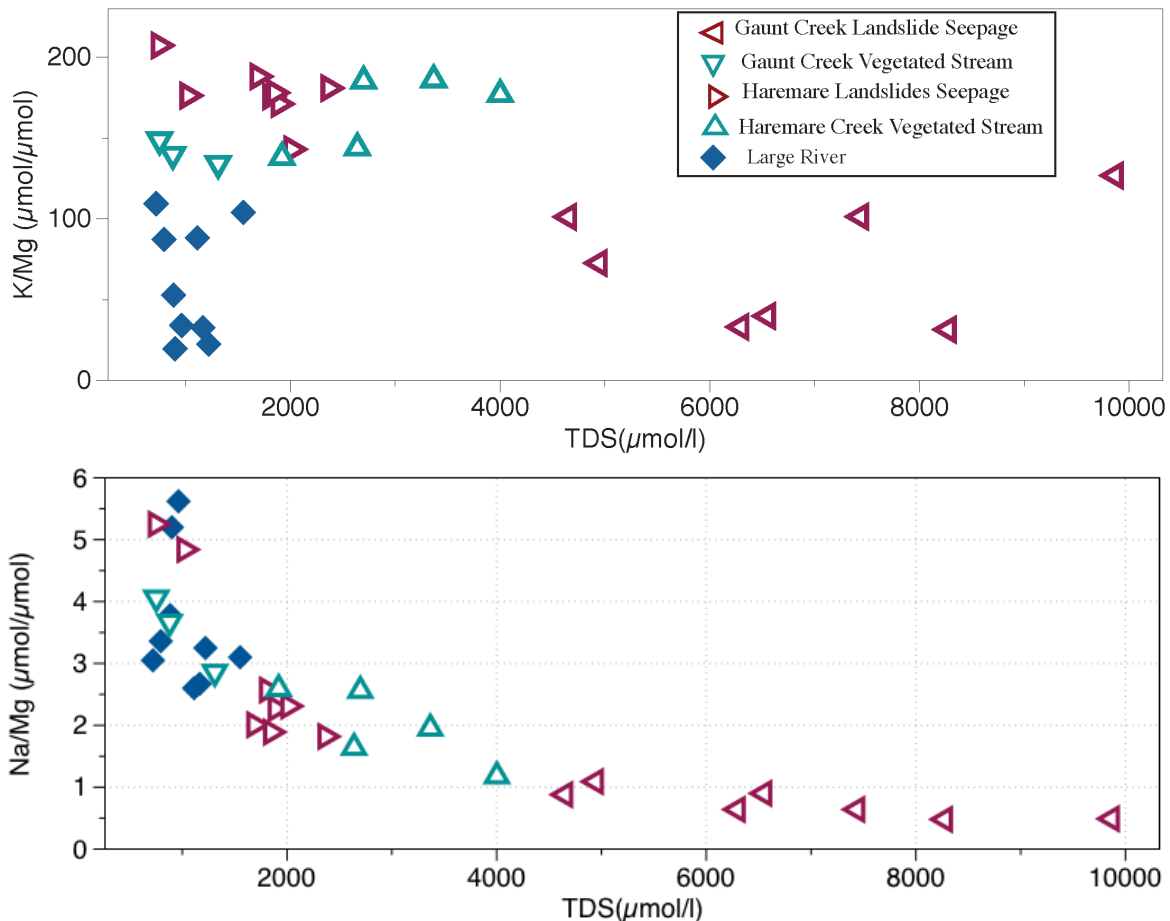 Gaunt Creek Landslide Seepage
Gaunt Creek Vegetated Stream
Haremare Landslides Seepage
Haremare Creek Vegetated Stream
Large River
K/Mg (µmol/µmol)
200
100
0
2000 4000 6000 8000 10000
TDS(µmol/l)
Na/Mg (µmol/µmol)
6
5
4
3
2
1
0
2000 4000 6000 8000 10000
TDS(µmol/l)